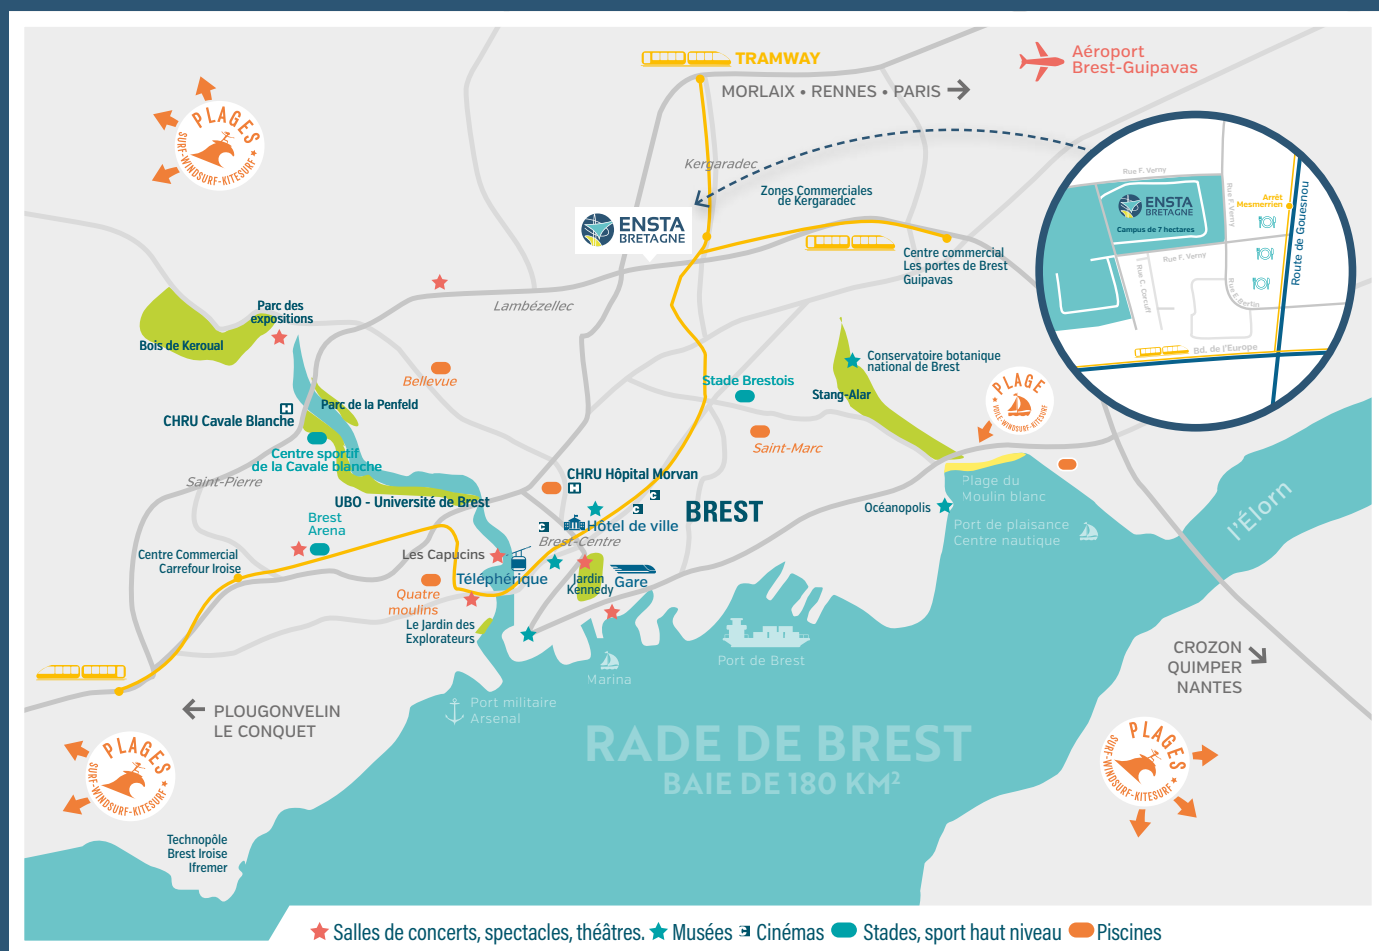 TRAMWAY
Aéroport
Brest-Guipavas
MORLAIX • RENNES • PARIS
PLAGES
SURF-WINDSURF-KITESURF
Kergaradec
Zones Commerciales
de Kergaradec
ENSTA
BRETAGNE
Centre commercial
Les portes de Brest
Guipavas
Rue F. Verny
ENSTA
BRETAGNE
Campus de 7 hectares
Rue F. Verny
Arrêt
Mesmerrien
Route de Gouesnou
Rue F. Verny
Rue C. Corcuff
Rue E. Bertin
Bd. de l'Europe
Lambézellec
Parc des
expositions
Bois de Keroual
Bellevue
Parc de la Penfeld
CHRU Cavale Blanche
Centre sportif
de la Cavale blanche
Saint-Pierre
UBO - Université de Brest
Stade Brestois
Conservatoire botanique
national de Brest
Stang-Alar
Saint-Marc
PLAGE
VOILE-WINDSURF-KITESURF
CHRU Hôpital Morvan
BREST
Hôtel de ville
Brest-Centre
Océanopolis
Plage du
Moulin blanc
Port de plaisance
Centre nautique
l'Élorn
Brest
Arena
Les Capucins
Centre Commercial
Carrefour Iroise
Téléphérique
Jardin
Kennedy
Gare
Quatre
moulins
Le Jardin des
Explorateurs
Port de Brest
Marina
Port militaire
Arsenal
CROZON
QUIMPER
NANTES
PLOUGONVELIN
LE CONQUET
RADE DE BREST
BAIE DE 180 KM²
PLAGES
SURF-WINDSURF-KITESURF
PLAGES
SURF-WINDSURF-KITESURF
Technopôle
Brest Iroise
Ifremer
Salles de concerts, spectacles, théâtres. Musées Cinémas Stades, sport haut niveau Piscines